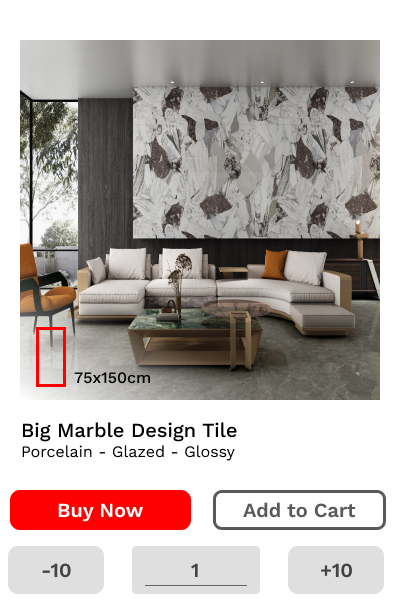 75x150cm
Big Marble Design Tile
Porcelain - Glazed - Glossy
Buy Now
Add to Cart
-10
1
+10